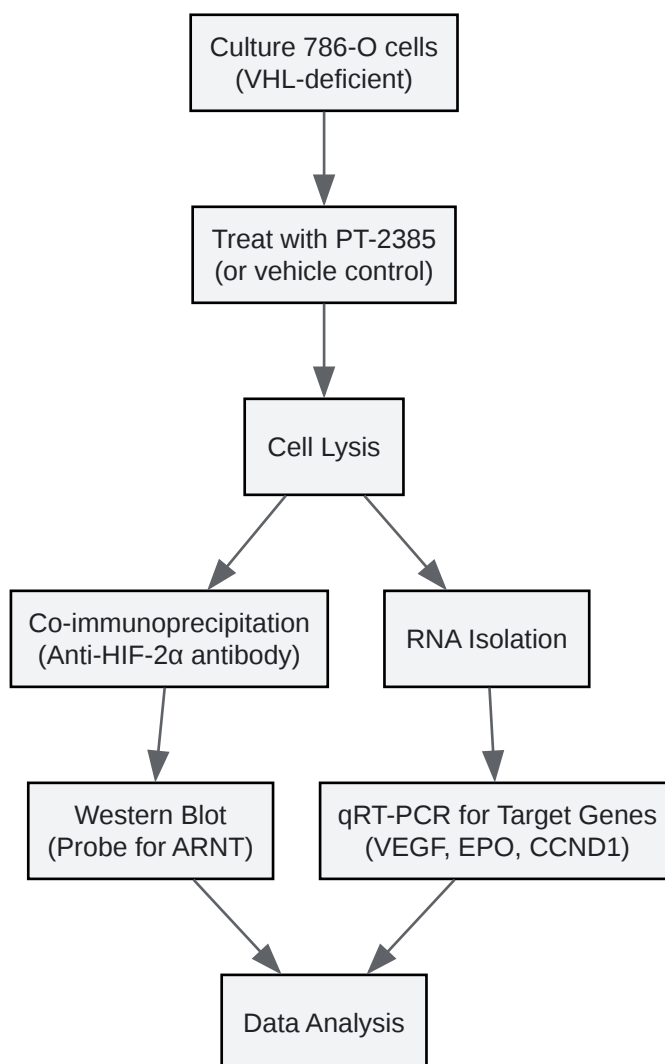 Culture 786-O cells
(VHL-deficient)
Treat with PT-2385
(or vehicle control)
Cell Lysis
Co-immunoprecipitation
(Anti-HIF-2α antibody)
RNA Isolation
Western Blot
(Probe for ARNT)
qRT-PCR for Target Genes
(VEGF, EPO, CCND1)
Data Analysis